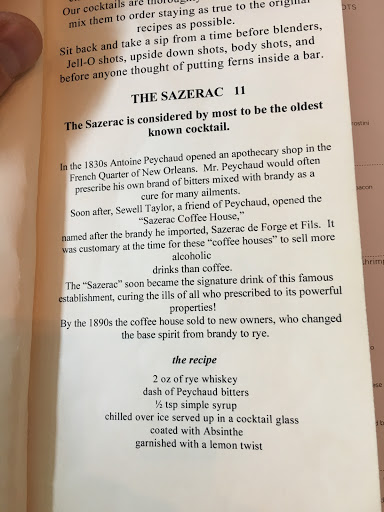 Our cocktails are
mix them to order staying as true to the original
recipes as possible.
Sit back and take a sip from a time before blenders,
Jell-O shots, upside down shots, body shots, and
before anyone thought of putting ferns inside a bar.
THE SAZERAC 11
The Sazerac is considered by most to be the oldest
known cocktail.
In the 1830s Antoine Peychaud opened an apothecary shop in the
French Quarter of New Orleans. Mr. Peychaud would often
prescribe his own brand of bitters mixed with brandy as a
cure for many ailments.
Soon after, Sewell Taylor, a friend of Peychaud, opened the
“Sazerac Coffee House,”
named after the brandy he imported, Sazerac de Forge et Fils. It
was customary at the time for these “coffee houses” to sell more
alcoholic
drinks than coffee.
The “Sazerac” soon became the signature drink of this famous
establishment, curing the ills of all who prescribed to its powerful
properties!
By the 1890s the coffee house sold to new owners, who changed
the base spirit from brandy to rye.
the recipe
2 oz of rye whiskey
dash of Peychaud bitters
½ tsp simple syrup
chilled over ice served up in a cocktail glass
coated with Absinthe
garnished with a lemon twist